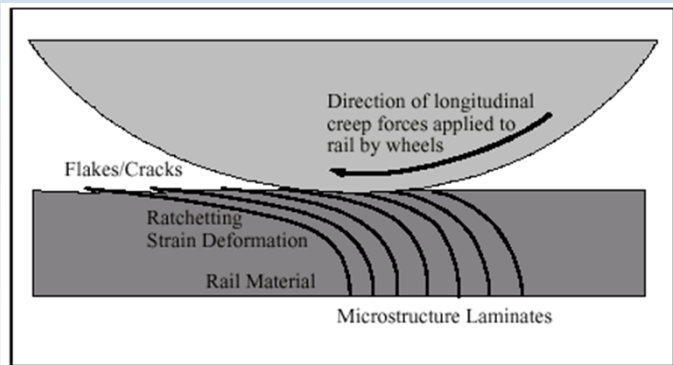 Direction of longitudinal
creep forces applied to
rail by wheels
Flakes/Cracks
Ratchetting
Strain Deformation
Rail Material
Microstructure Laminates